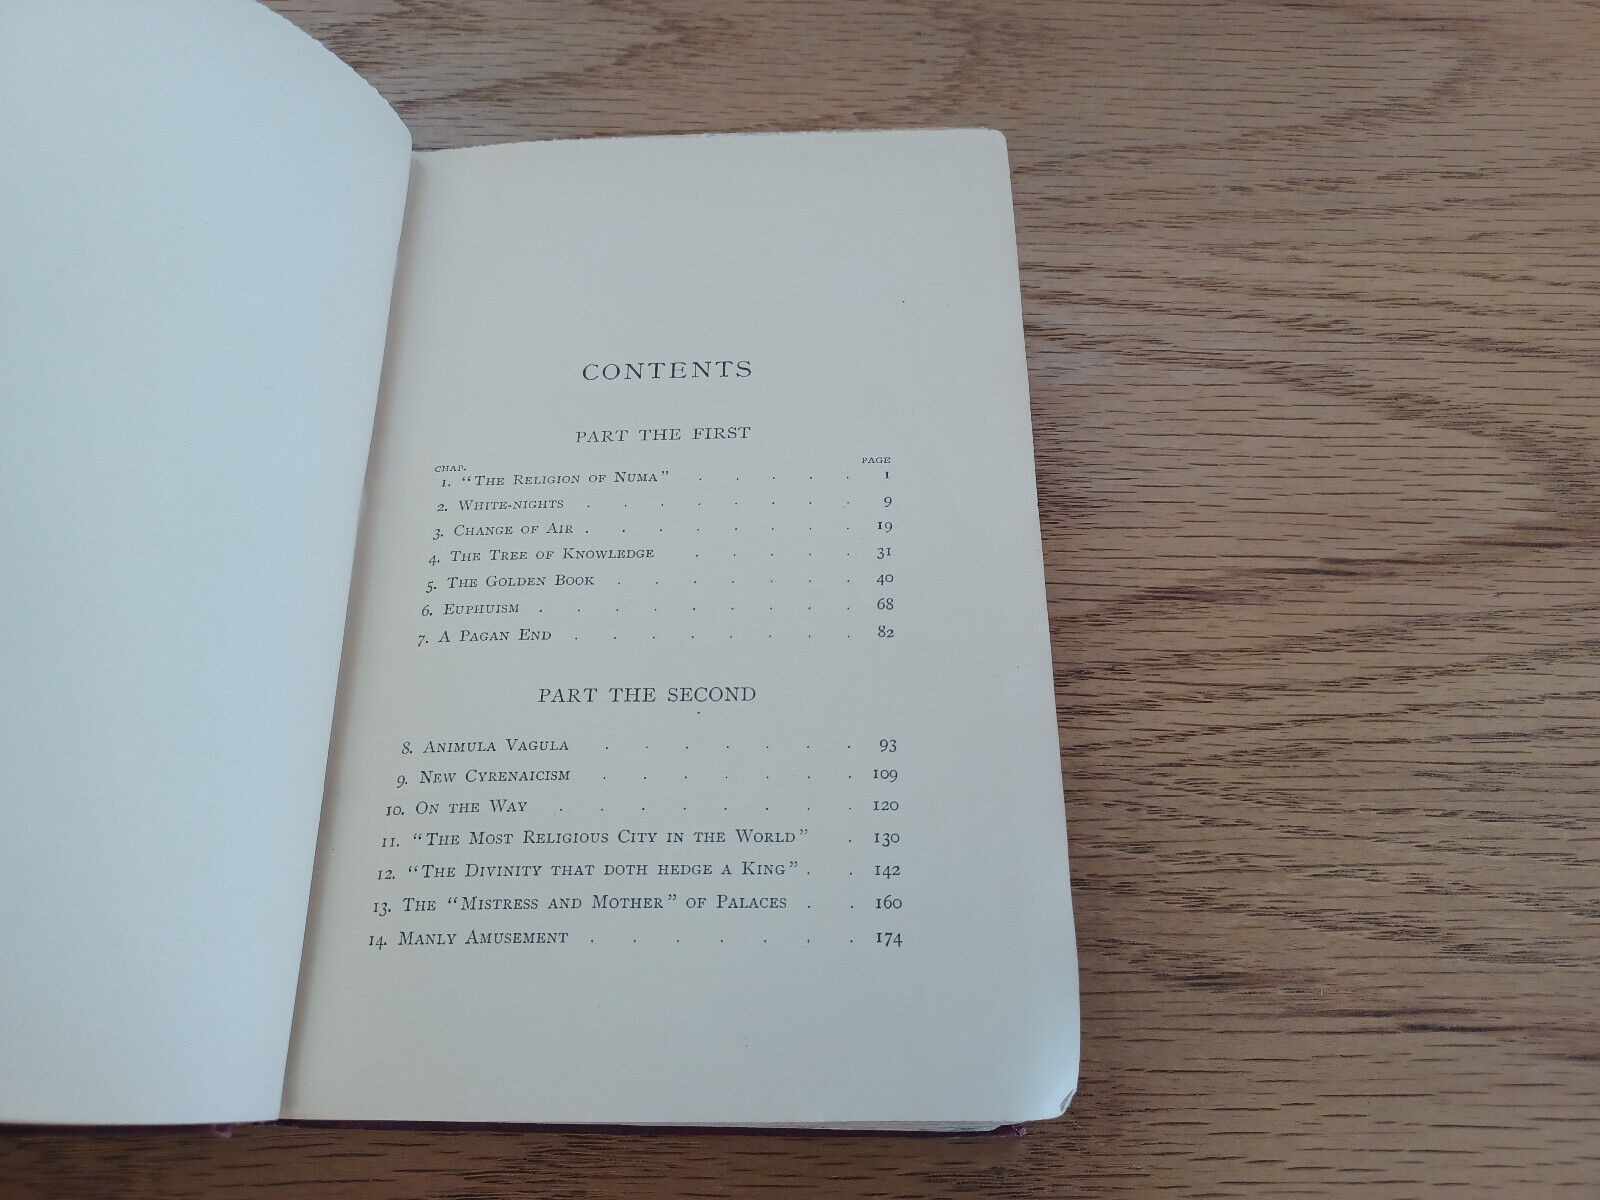 CONTENTS
PART THE FIRST
CHAP. PAGE
1. "The Religion of Numa" . . . . . 1
2. White-nights . . . . . . . 9
3. Change of Air . . . . . . . . 19
4. The Tree of Knowledge . . . . . 31
5. The Golden Book . . . . . . . 40
6. Euphuism . . . . . . . . 68
7. A Pagan End . . . . . . . . 82
PART THE SECOND
8. Animula Vagula . . . . . . . 93
9. New Cyrenaicism . . . . . . . 109
10. On the Way . . . . . . . . 120
11. "The Most Religious City in the World" . 130
12. "The Divinity that doth hedge a King" . . 142
13. The "Mistress and Mother" of Palaces . . 160
14. Manly Amusement . . . . . . . 174